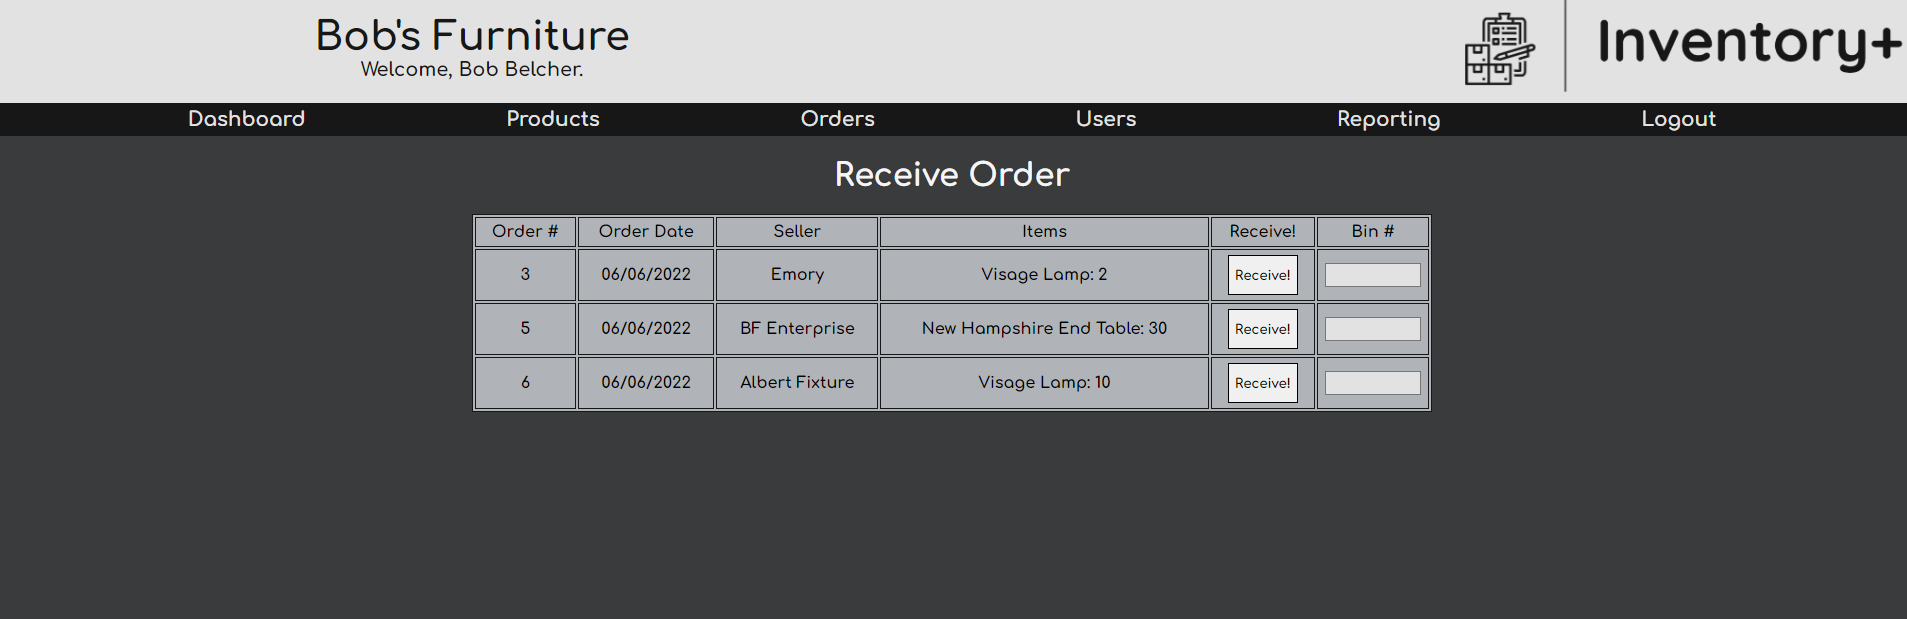 Bob's Furniture
Welcome, Bob Belcher.
Inventory+
Dashboard Products Orders Users Reporting Logout
Receive Order
Order # Order Date Seller Items Receive! Bin #
3 06/06/2022 Emory Visage Lamp: 2 Receive!
5 06/06/2022 BF Enterprise New Hampshire End Table: 30 Receive!
6 06/06/2022 Albert Fixture Visage Lamp: 10 Receive!